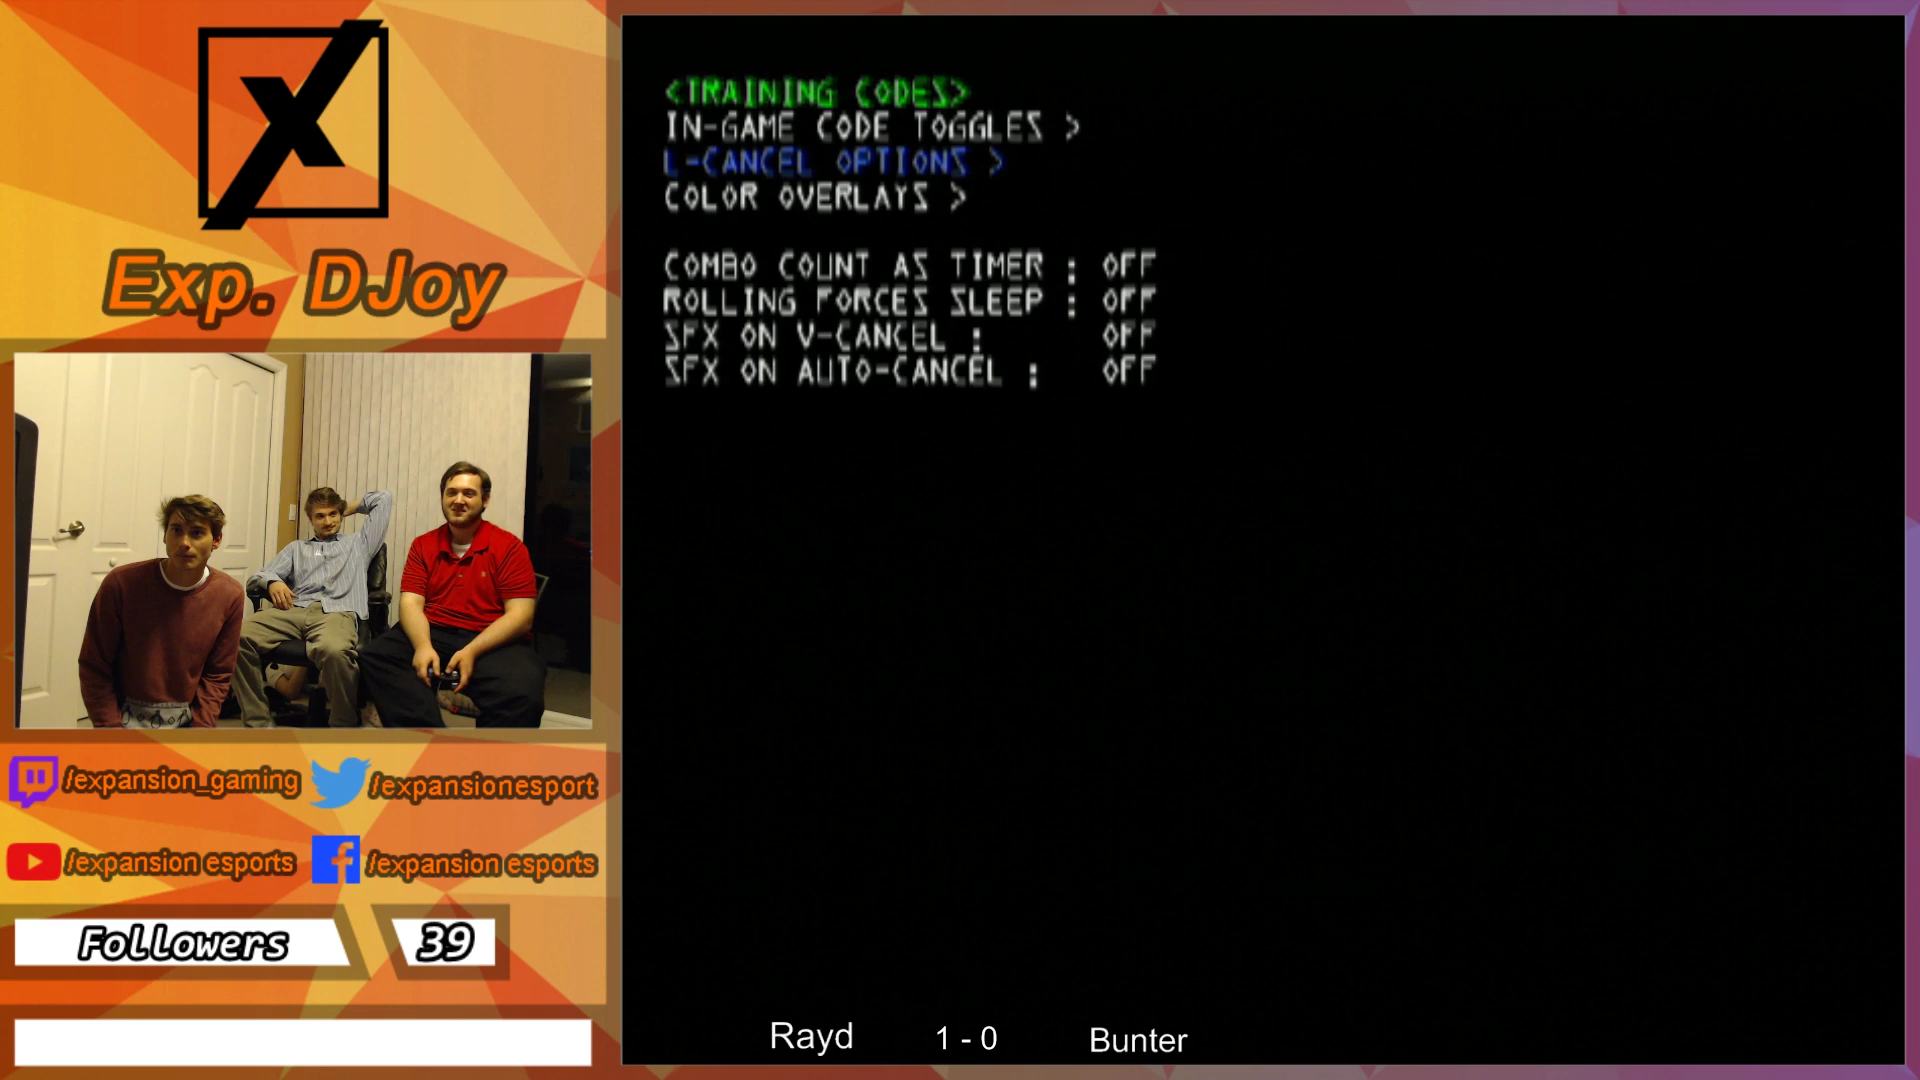 X
Exp. DJoy
/expansion_gaming
/expansionesport
/expansion esports
/expansion esports
Followers
39
<TRAINING CODES>
IN-GAME CODE TOGGLES >
L-CANCEL OPTIONS >
COLOR OVERLAYS >
COMBO COUNT AS TIMER : OFF
ROLLING FORCES SLEEP : OFF
SFX ON V-CANCEL : OFF
SFX ON AUTO-CANCEL : OFF
Rayd 1 - 0 Bunter